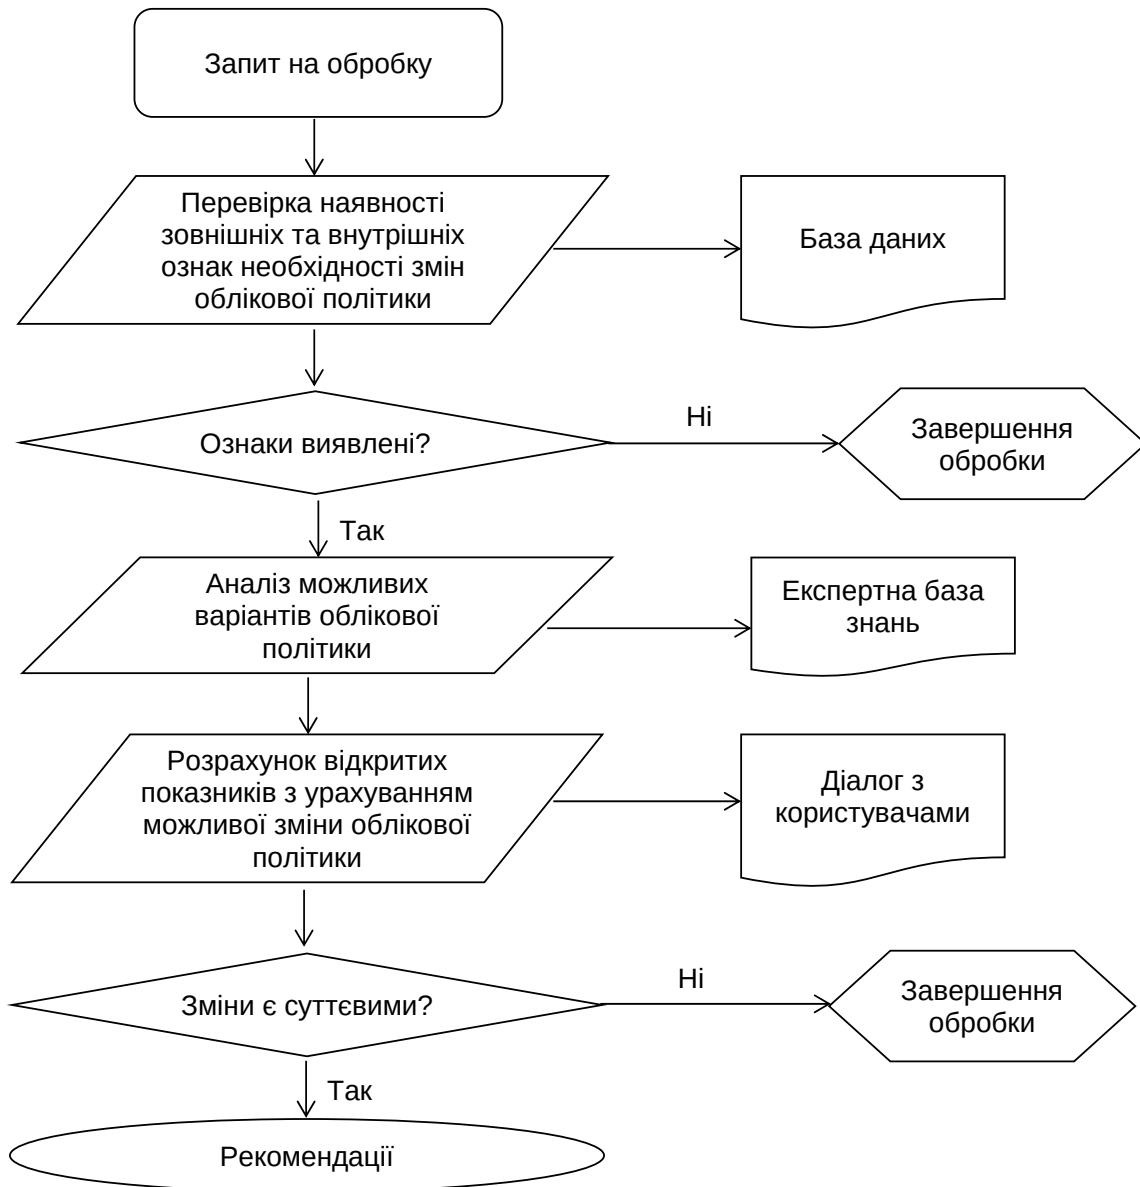 Запит на обробку
Перевірка наявності
зовнішніх та внутрішніх
ознак необхідності змін
облікової політики
База даних
Ознаки виявлені?
Ні
Завершення
обробки
Так
Аналіз можливих
варіантів облікової
політики
Експертна база
знань
Розрахунок відкритих
показників з урахуванням
можливої зміни облікової
політики
Діалог з
користувачами
Зміни є суттєвими?
Ні
Завершення
обробки
Так
Рекомендації